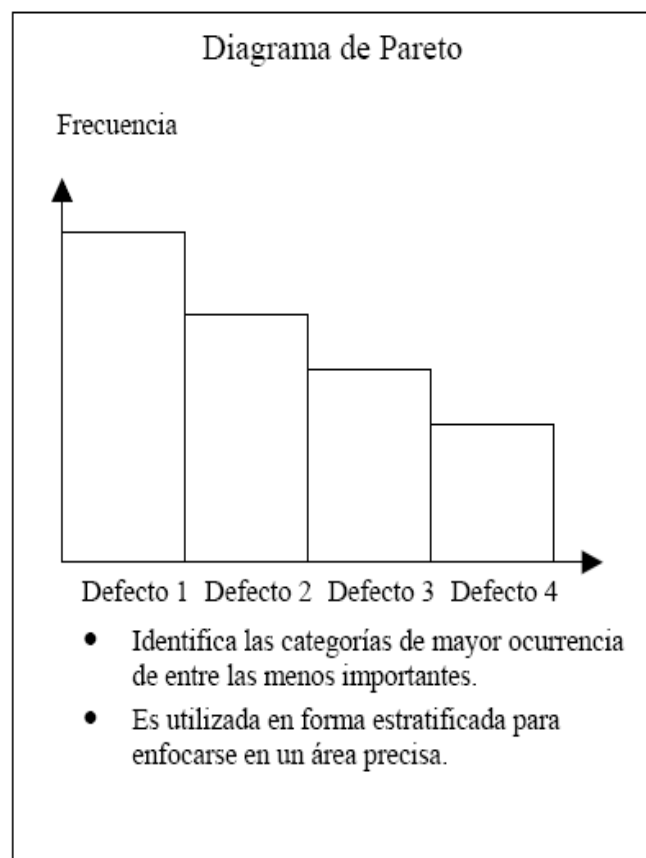 Diagrama de Pareto
Frecuencia
Defecto 1 Defecto 2 Defecto 3 Defecto 4
• Identifica las categorías de mayor ocurrencia
de entre las menos importantes.
• Es utilizada en forma estratificada para
enfocarse en un área precisa.